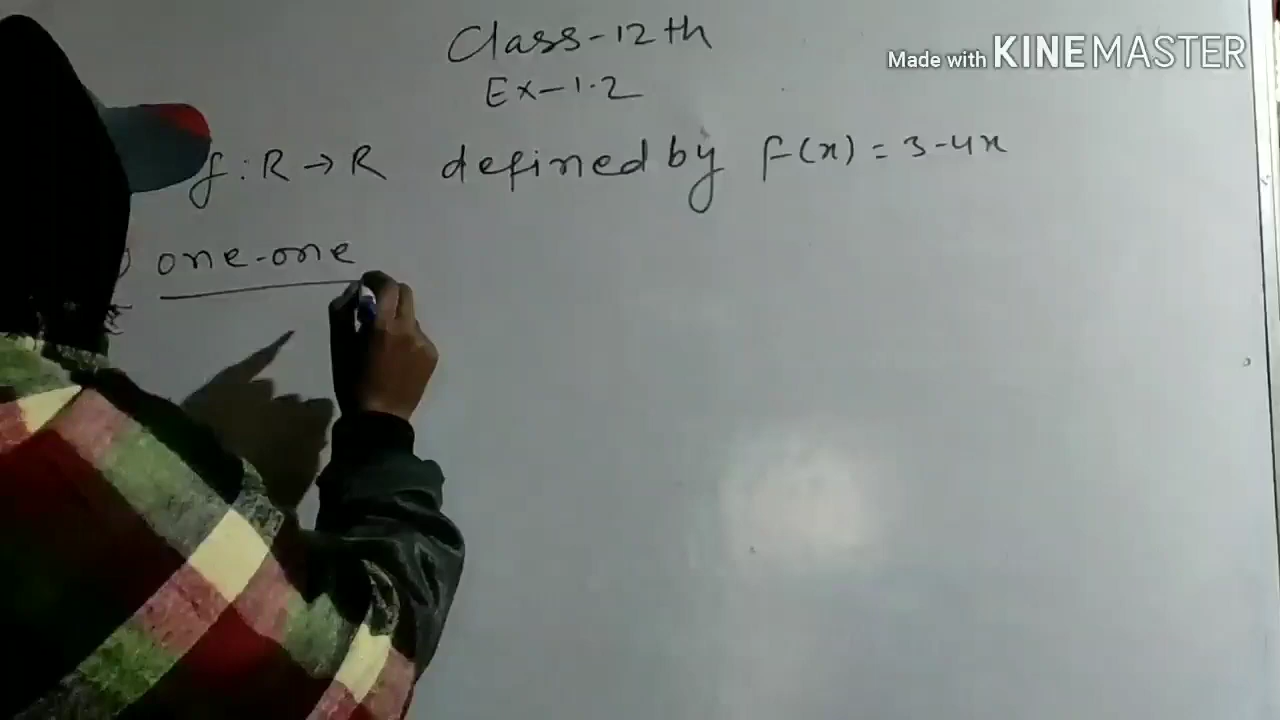 Class-12th
Made with KINEMASTER
Ex-1.2
f: R → R defined by f(x) = 3-4x
one-one